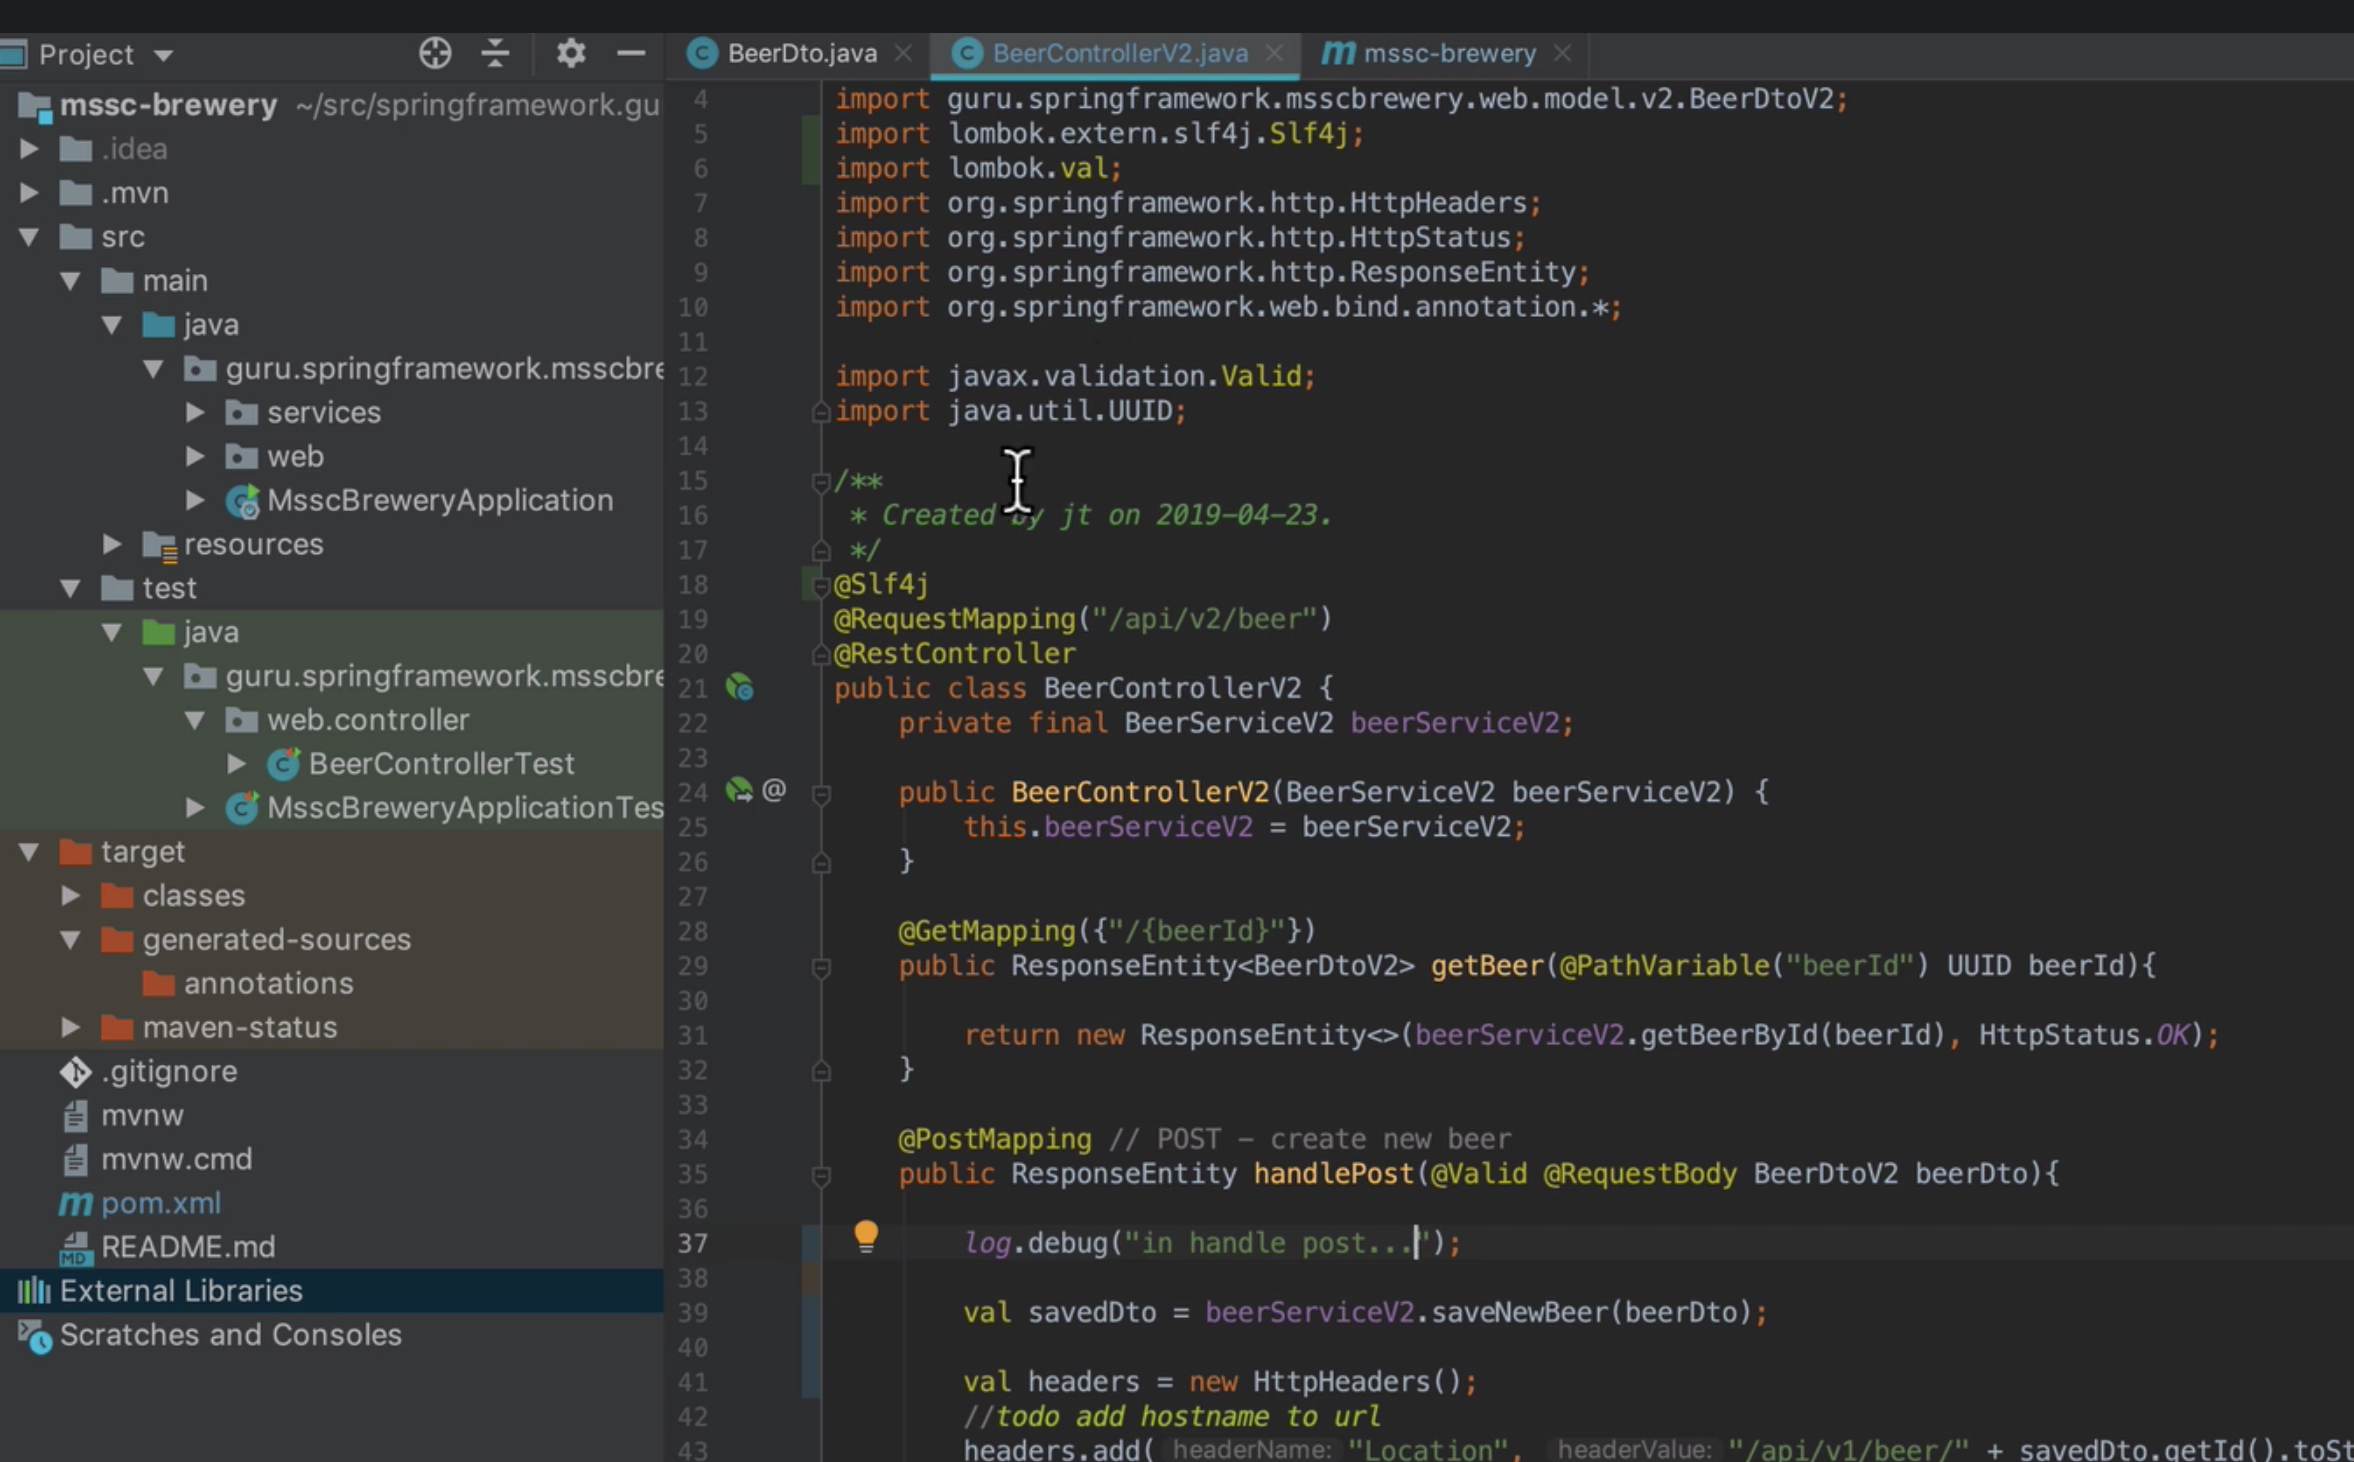 Project
BeerDto.java
BeerControllerV2.java
mssc-brewery
mssc-brewery ~/src/springframework.gu
.idea
.mvn
src
main
java
guru.springframework.msscbre
services
web
MsscBreweryApplication
resources
test
java
guru.springframework.msscbre
web.controller
BeerControllerTest
MsscBreweryApplicationTes
target
classes
generated-sources
annotations
maven-status
.gitignore
mvnw
mvnw.cmd
pom.xml
README.md
External Libraries
Scratches and Consoles
4 import guru.springframework.msscbrewery.web.model.v2.BeerDtoV2;
5 import lombok.extern.slf4j.Slf4j;
6 import lombok.val;
7 import org.springframework.http.HttpHeaders;
8 import org.springframework.http.HttpStatus;
9 import org.springframework.http.ResponseEntity;
10 import org.springframework.web.bind.annotation.*;
11
12 import javax.validation.Valid;
13 import java.util.UUID;
14
15 /**
16 * Created by jt on 2019-04-23.
17 */
18 @Slf4j
19 @RequestMapping("/api/v2/beer")
20 @RestController
21 public class BeerControllerV2 {
22 private final BeerServiceV2 beerServiceV2;
23
24 @ public BeerControllerV2(BeerServiceV2 beerServiceV2) {
25 this.beerServiceV2 = beerServiceV2;
26 }
27
28 @GetMapping({"/{beerId}"})
29 public ResponseEntity<BeerDtoV2> getBeer(@PathVariable("beerId") UUID beerId){
30
31 return new ResponseEntity<>(beerServiceV2.getBeerById(beerId), HttpStatus.OK);
32 }
33
34 @PostMapping // POST - create new beer
35 public ResponseEntity handlePost(@Valid @RequestBody BeerDtoV2 beerDto){
36
37 log.debug("in handle post...");
38
39 val savedDto = beerServiceV2.saveNewBeer(beerDto);
40
41 val headers = new HttpHeaders();
42 //todo add hostname to url
43 headers.add( headerName: "Location", headerValue: "/api/v1/beer/" + savedDto.getId().toSt